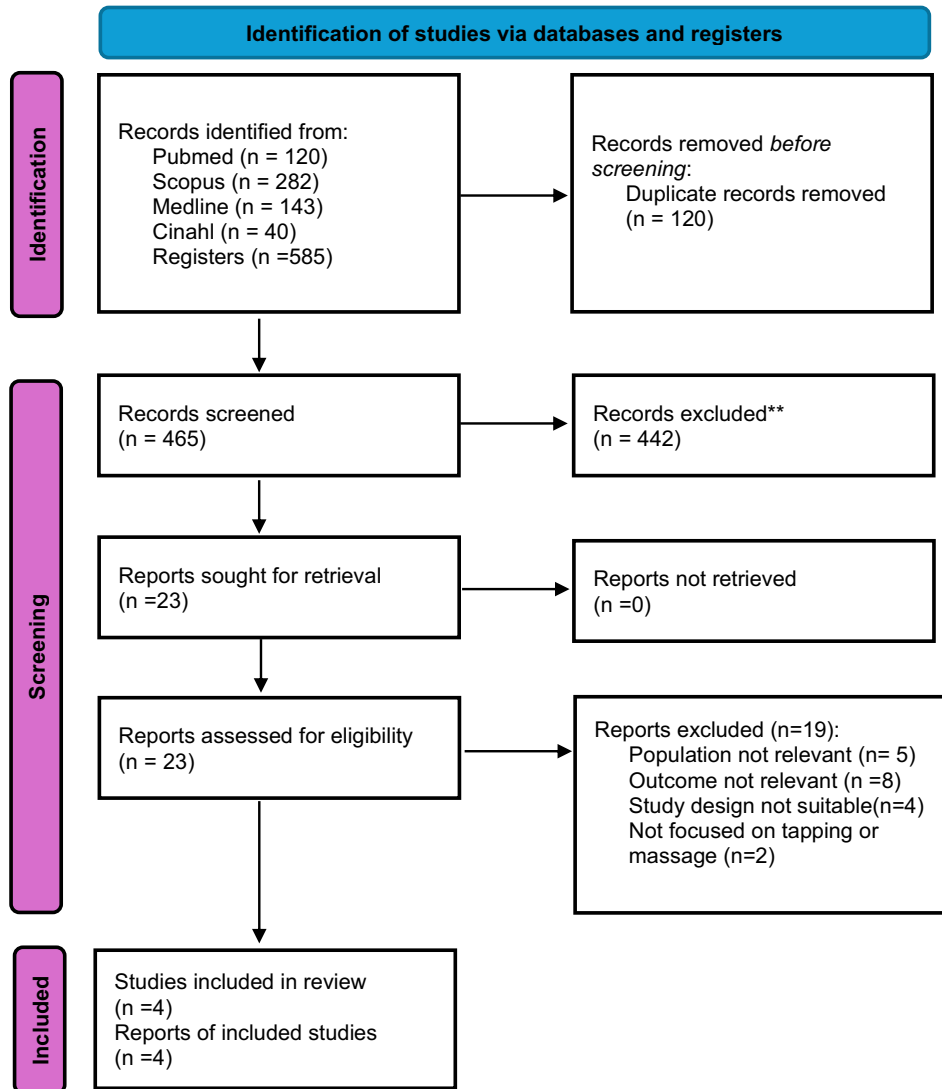 Identification of studies via databases and registers
Identification
Records identified from:
Pubmed (n = 120)
Scopus (n = 282)
Medline (n = 143)
Cinahl (n = 40)
Registers (n =585)
Records removed before
screening:
Duplicate records removed
(n = 120)
Screening
Records screened
(n = 465)
Records excluded**
(n = 442)
Reports sought for retrieval
(n =23)
Reports not retrieved
(n =0)
Reports assessed for eligibility
(n = 23)
Reports excluded (n=19):
Population not relevant (n= 5)
Outcome not relevant (n =8)
Study design not suitable(n=4)
Not focused on tapping or
massage (n=2)
Included
Studies included in review
(n =4)
Reports of included studies
(n =4)